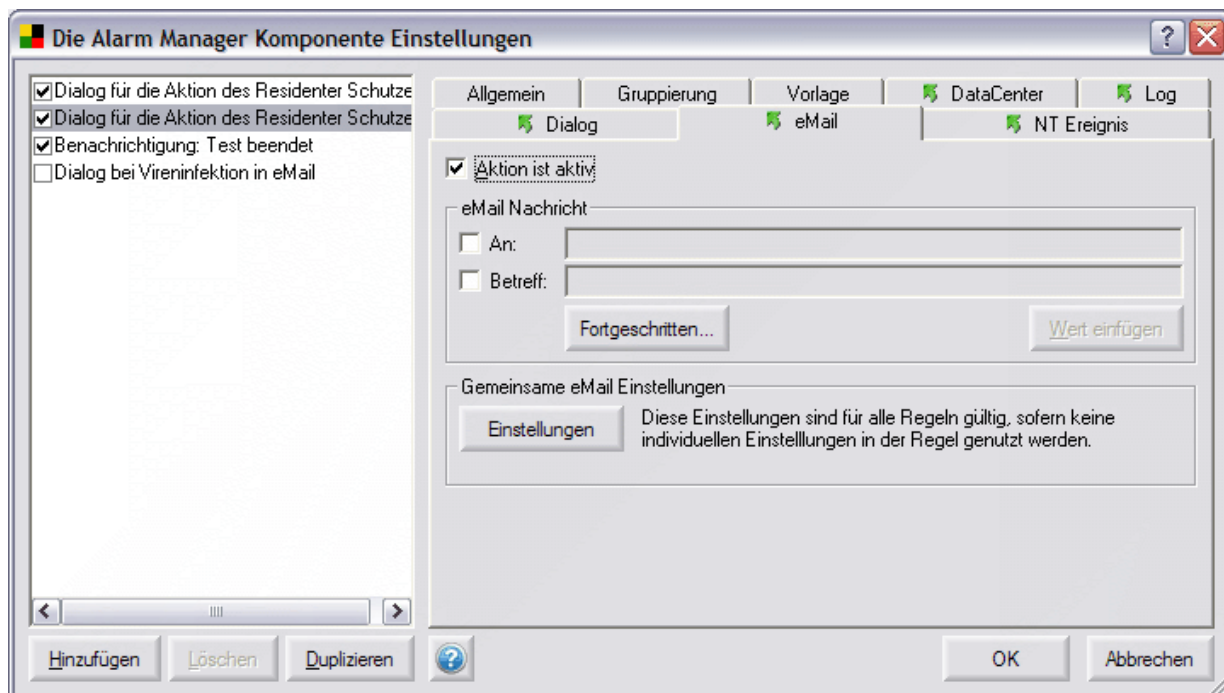 Die Alarm Manager Komponente Einstellungen
Dialog für die Aktion des Residenter Schutze
Dialog für die Aktion des Residenter Schutze
Benachrichtigung: Test beendet
Dialog bei Vireninfektion in eMail
Allgemein Gruppierung Vorlage DataCenter Log
Dialog eMail NT Ereignis
Aktion ist aktiv
eMail Nachricht
An:
Betreff:
Fortgeschritten... Wert einfügen
Gemeinsame eMail Einstellungen
Einstellungen
Diese Einstellungen sind für alle Regeln gültig, sofern keine
individuellen Einstelllungen in der Regel genutzt werden.
Hinzufügen Löschen Duplizieren ? OK Abbrechen